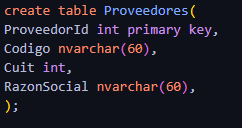 create table Proveedores(
ProveedorId int primary key,
Codigo nvarchar(60),
Cuit int,
RazonSocial nvarchar(60),
);